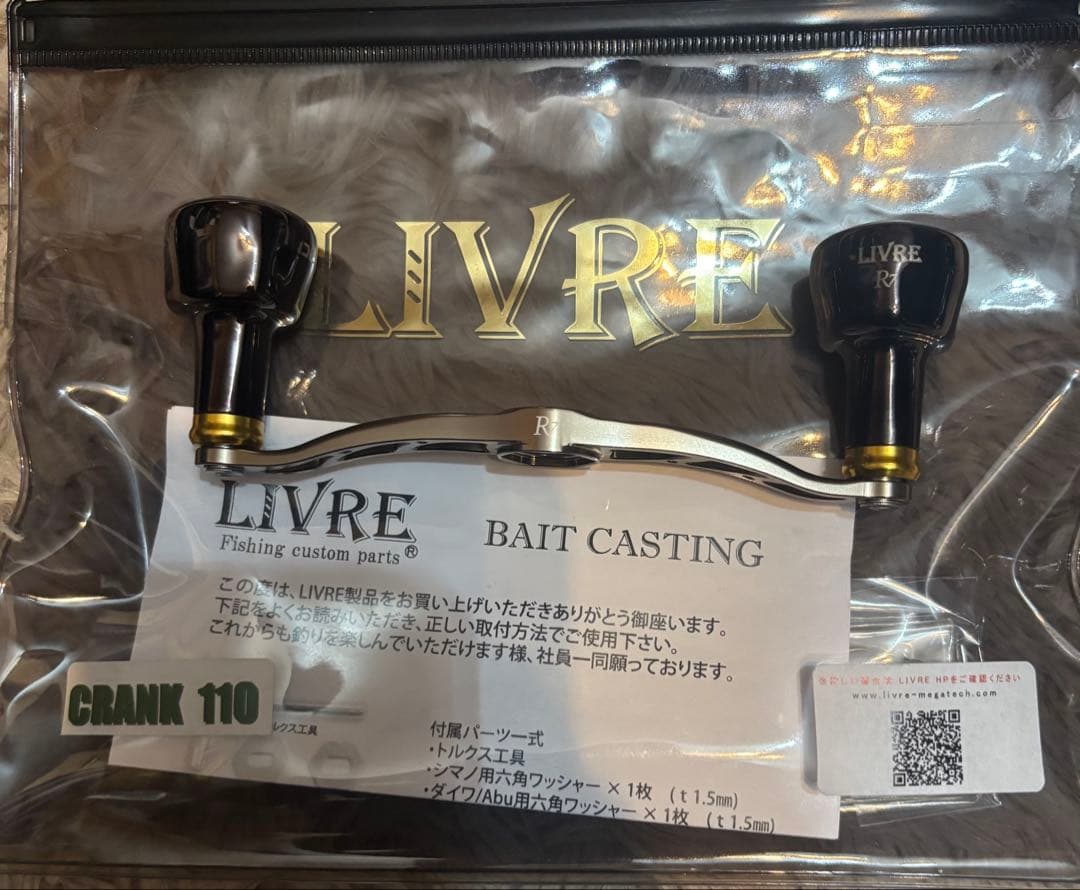 LIVRE
LIVRE
R7
R7
LIVRE
Fishing custom parts®
BAIT CASTING
この度は、LIVRE製品をお買い上げいただきありがとう御座います。
下記をよくお読みいただき、正しい取付方法でご使用下さい。
これからも釣りを楽しんでいただけます様、社員一同願っております。
CRANK 110
ルクス工具
付属パーツ一式
・トルクス工具
・シマノ用六角ワッシャー × 1枚 (t 1.5mm)
・ダイワ/Abu用六角ワッシャー × 1枚 (t 1.5mm)
LIVRE HPをご確認ください
www.livre-megatech.com